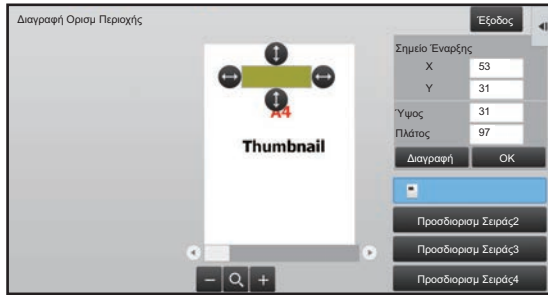 Διαγραφή Ορισμ Περιοχής
Έξοδος
Σημείο Έναρξης
X 53
Y 31
Ύψος 31
Πλάτος 97
Διαγραφή OK
A4
Thumbnail
Προσδιορισμ Σειράς2
Προσδιορισμ Σειράς3
Προσδιορισμ Σειράς4